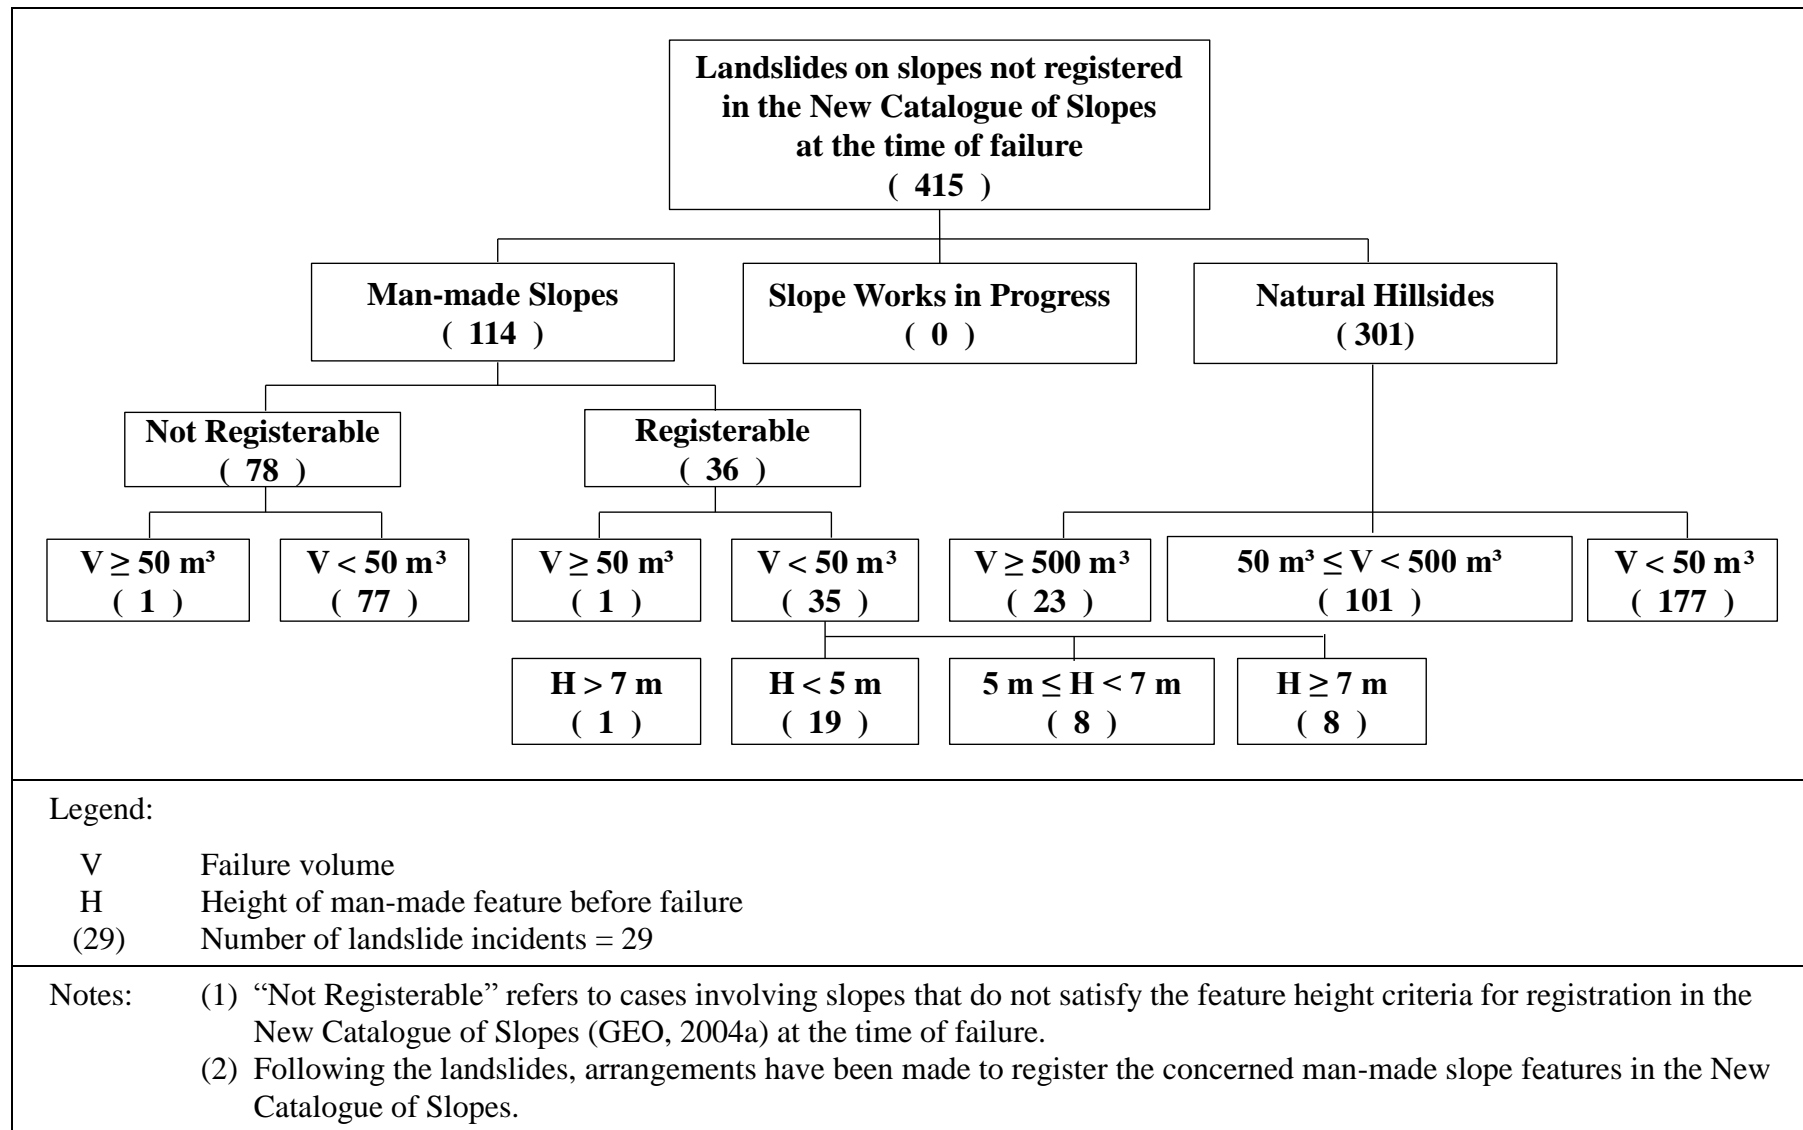 Landslides on slopes not registered
in the New Catalogue of Slopes
at the time of failure
( 415 )
Man-made Slopes
( 114 )
Slope Works in Progress
( 0 )
Natural Hillsides
( 301)
Not Registerable
( 78 )
Registerable
( 36 )
V ≥ 50 m³
( 1 )
V < 50 m³
( 77 )
V ≥ 50 m³
( 1 )
V < 50 m³
( 35 )
V ≥ 500 m³
( 23 )
50 m³ ≤ V < 500 m³
( 101 )
V < 50 m³
( 177 )
H > 7 m
( 1 )
H < 5 m
( 19 )
5 m ≤ H < 7 m
( 8 )
H ≥ 7 m
( 8 )
Legend:
V Failure volume
H Height of man-made feature before failure
(29) Number of landslide incidents = 29
Notes: (1) “Not Registerable” refers to cases involving slopes that do not satisfy the feature height criteria for registration in the
New Catalogue of Slopes (GEO, 2004a) at the time of failure.
(2) Following the landslides, arrangements have been made to register the concerned man-made slope features in the New
Catalogue of Slopes.